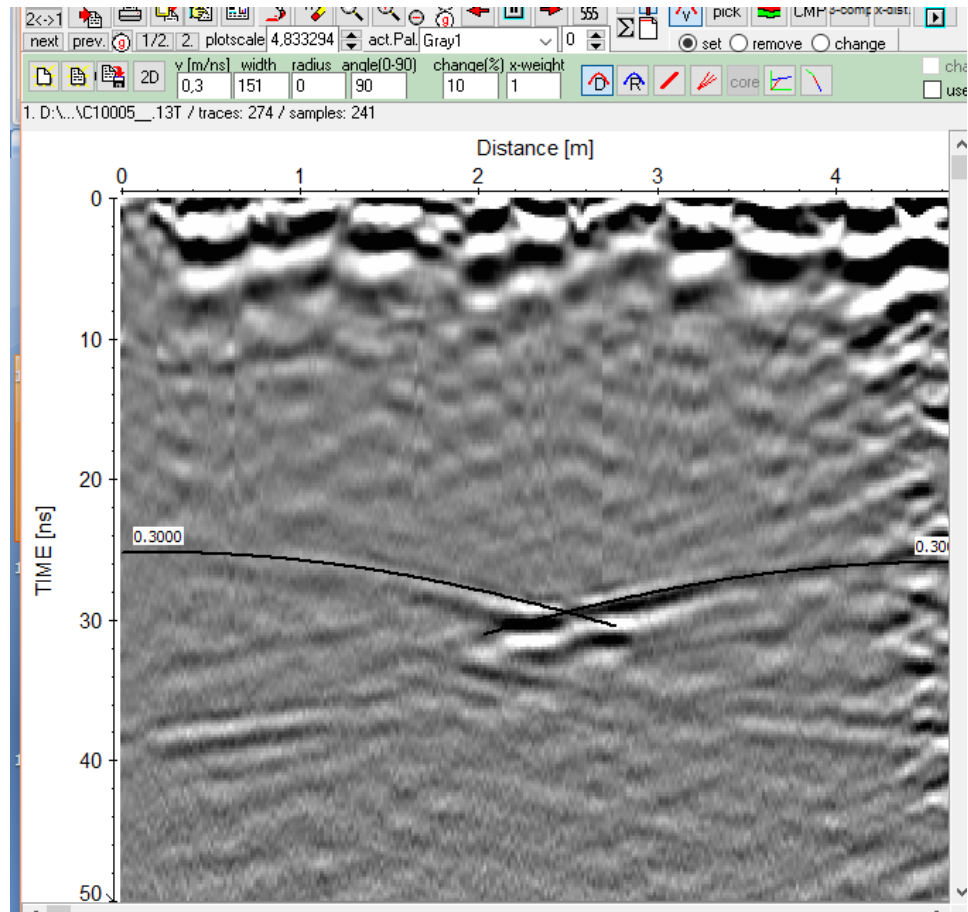 2<->1
555
pick
CMP
3-comp
x-dist.
next prev. 1/2. 2. plotscale 4,833294 act.Pal. Gray1 0
set remove change
v [m/ns] width radius angle(0-90) change(%) x-weight
2D 0,3 151 0 90 10 1
D R core
cha
use
1. D:\...\C10005__.13T / traces: 274 / samples: 241
Distance [m]
0 1 2 3 4
0
10
20
0.3000
0.300
TIME [ns]
30
40
50